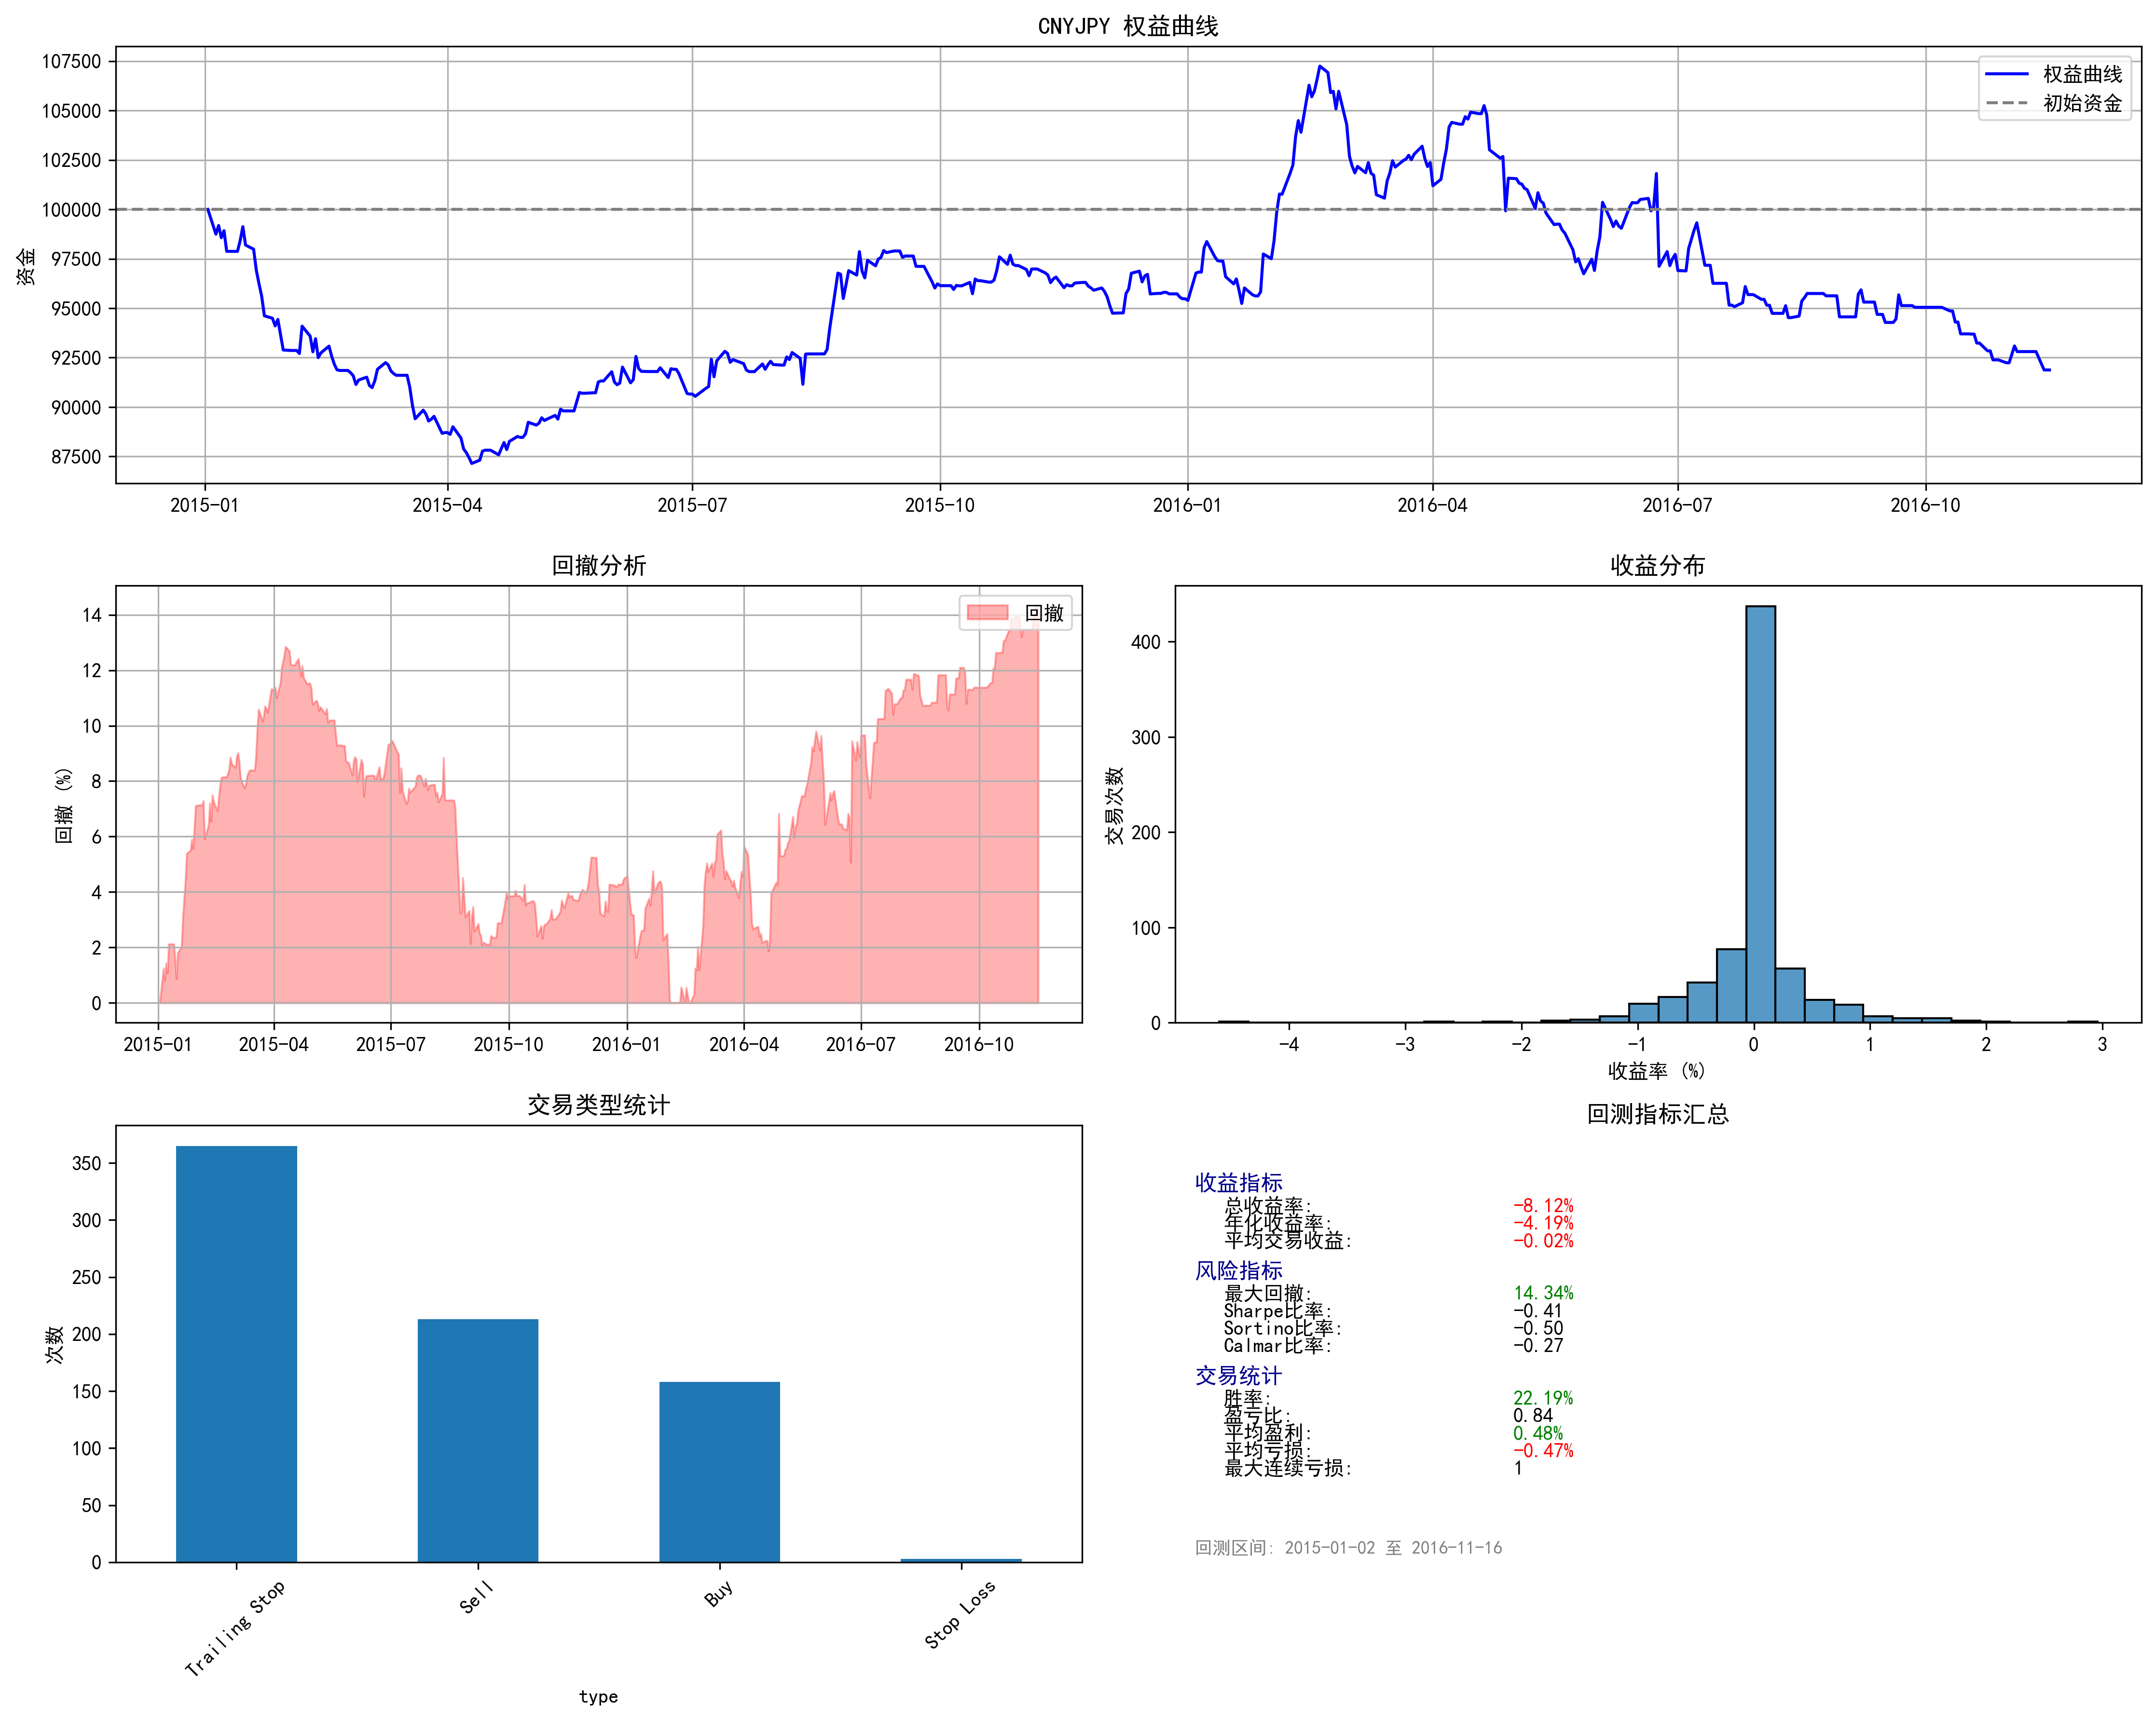 CNYJPY 权益曲线
107500
105000
102500
100000
97500
95000
92500
90000
87500
资金
权益曲线
初始资金
2015-01
2015-04
2015-07
2015-10
2016-01
2016-04
2016-07
2016-10
回撤分析
14
12
10
8
6
4
2
0
回撤 (%)
回撤
2015-01
2015-04
2015-07
2015-10
2016-01
2016-04
2016-07
2016-10
收益分布
400
300
200
100
0
交易次数
-4
-3
-2
-1
0
1
2
3
收益率 (%)
交易类型统计
350
300
250
200
150
100
50
0
次数
Trailing Stop
Sell
Buy
Stop Loss
type
回测指标汇总
收益指标
总收益率: -8.12%
年化收益率: -4.19%
平均交易收益: -0.02%
风险指标
最大回撤: 14.34%
Sharpe比率: -0.41
Sortino比率: -0.50
Calmar比率: -0.27
交易统计
胜率: 22.19%
盈亏比: 0.84
平均盈利: 0.48%
平均亏损: -0.47%
最大连续亏损: 1
回测区间: 2015-01-02 至 2016-11-16